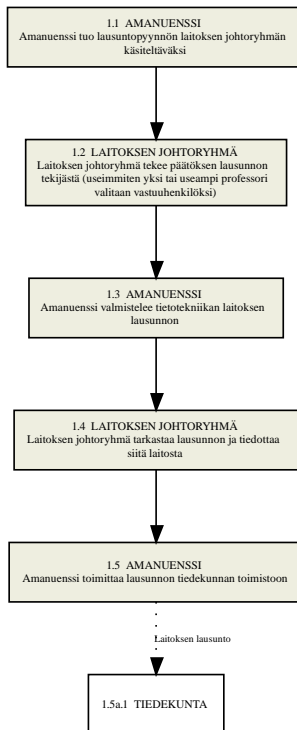 1.1 AMANUENSSI
Amanuenssi tuo lausuntopyynnön laitoksen johtoryhmän
käsiteltäväksi
1.2 LAITOKSEN JOHTORYHMÄ
Laitoksen johtoryhmä tekee päätöksen lausunnon
tekijästä (useimmiten yksi tai useampi professori
valitaan vastuuhenkilöksi)
1.3 AMANUENSSI
Amanuenssi valmistelee tietotekniikan laitoksen
lausunnon
1.4 LAITOKSEN JOHTORYHMÄ
Laitoksen johtoryhmä tarkastaa lausunnon ja tiedottaa
siitä laitosta
1.5 AMANUENSSI
Amanuenssi toimittaa lausunnon tiedekunnan toimistoon
Laitoksen lausunto
1.5a.1 TIEDEKUNTA